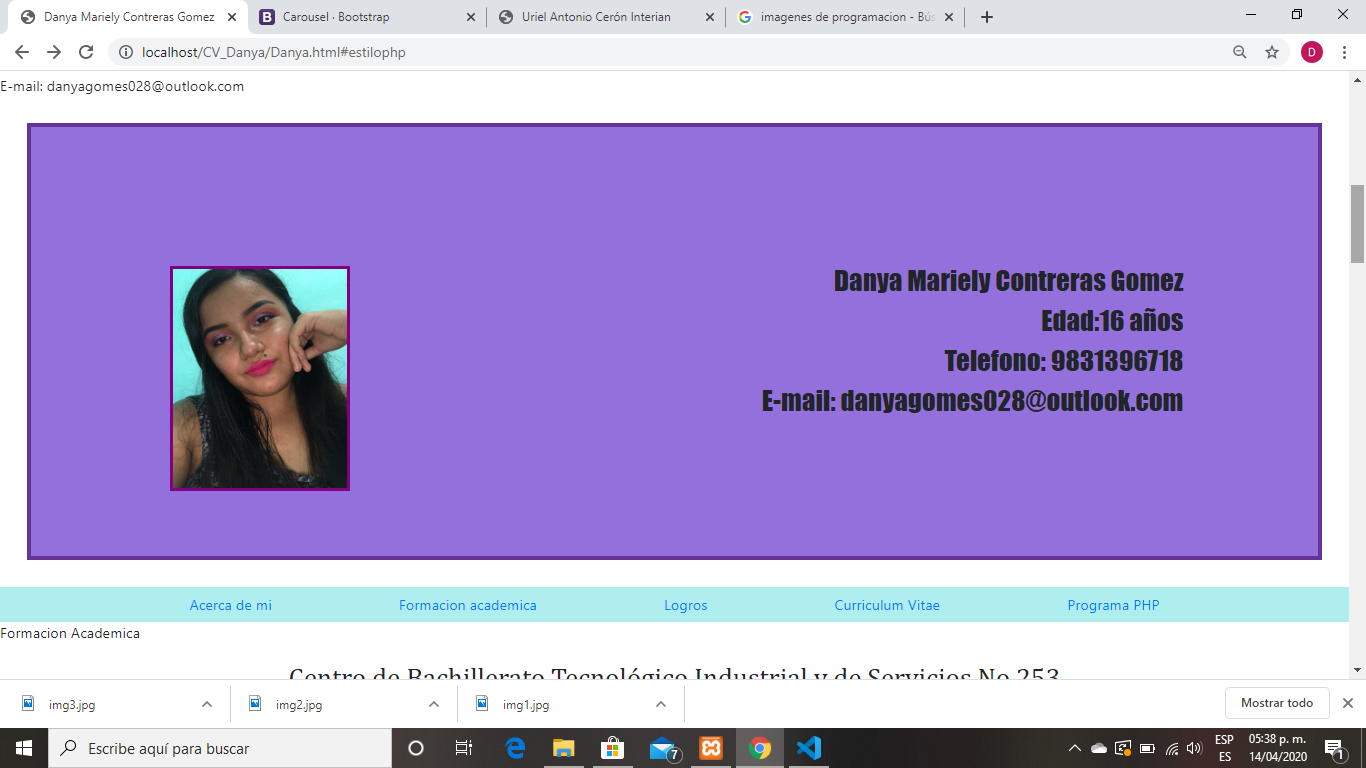 Danya Mariely Contreras Gomez
Carousel · Bootstrap
Uriel Antonio Cerón Interian
imagenes de programacion - Bús
localhost/CV_Danya/Danya.html#estilophp
D
E-mail: danyagomes028@outlook.com
Danya Mariely Contreras Gomez
Edad:16 años
Telefono: 9831396718
E-mail: danyagomes028@outlook.com
Acerca de mi
Formacion academica
Logros
Curriculum Vitae
Programa PHP
Formacion Academica
Centro de Bachillerato Tecnológico Industrial y de Servicios No 253
img3.jpg
img2.jpg
img1.jpg
Mostrar todo
Escribe aquí para buscar
7
ESP
ES
05:38 p. m.
14/04/2020
1